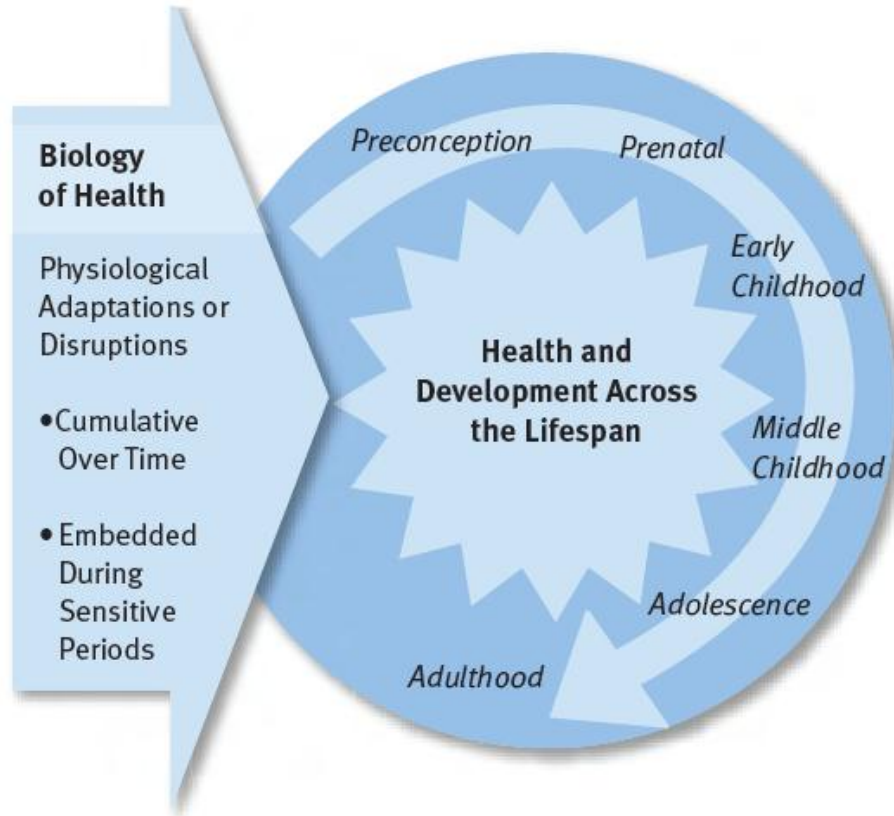 Biology
of Health
Physiological
Adaptations or
Disruptions
•Cumulative
Over Time
•Embedded
During
Sensitive
Periods
Preconception
Prenatal
Early
Childhood
Middle
Childhood
Adolescence
Adulthood
Health and
Development Across
the Lifespan